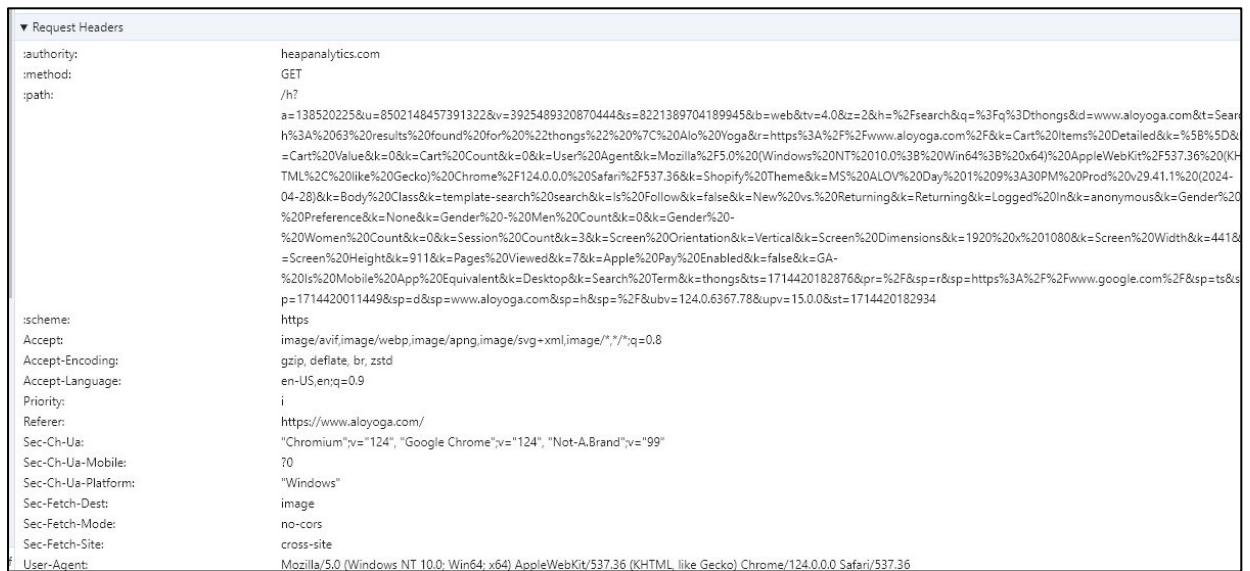 ▼ Request Headers
:authority: heapanalytics.com
:method: GET
:path: /h?
a=138520225&u=8502148457391322&v=3925489320870444&s=8221389704189945&b=web&tv=4.0&z=2&h=%2Fsearch&q=%3Fq%3Dthongs&d=www.aloyoga.com&t=Searc
h%3A%2063%20results%20found%20for%20%22thongs%22%20%7C%20Alo%20Yoga&r=https%3A%2F%2Fwww.aloyoga.com%2F&k=Cart%20Items%20Detailed&k=%5B%5D&
=Cart%20Value&k=0&k=Cart%20Count&k=0&k=User%20Agent&k=Mozilla%2F5.0%20(Windows%20NT%2010.0%3B%20Win64%3B%20x64)%20AppleWebKit%2F537.36%20(KH
TML%2C%20like%20Gecko)%20Chrome%2F124.0.0.0%20Safari%2F537.36&k=Shopify%20Theme&k=MS%20ALOV%20Day%201%209%3A30PM%20Prod%20v29.41.1%20(2024-
04-28)&k=Body%20Class&k=template-search%20search&k=Is%20Follow&k=false&k=New%20vs.%20Returning&k=Returning&k=Logged%20In&k=anonymous&k=Gender%20
%20Preference&k=None&k=Gender%20-%20Men%20Count&k=0&k=Gender%20-
%20Women%20Count&k=0&k=Session%20Count&k=3&k=Screen%20Orientation&k=Vertical&k=Screen%20Dimensions&k=1920%20x%201080&k=Screen%20Width&k=441&
=Screen%20Height&k=911&k=Pages%20Viewed&k=7&k=Apple%20Pay%20Enabled&k=false&k=GA-
%20Is%20Mobile%20App%20Equivalent&k=Desktop&k=Search%20Term&k=thongs&ts=1714420182876&pr=%2F&sp=r&sp=https%3A%2F%2Fwww.google.com%2F&sp=ts&s
p=1714420011449&sp=d&sp=www.aloyoga.com&sp=h&sp=%2F&ubv=124.0.6367.78&upv=15.0.0&st=1714420182934
:scheme: https
Accept: image/avif,image/webp,image/apng,image/svg+xml,image/*,*/*;q=0.8
Accept-Encoding: gzip, deflate, br, zstd
Accept-Language: en-US,en;q=0.9
Priority: i
Referer: https://www.aloyoga.com/
Sec-Ch-Ua: "Chromium";v="124", "Google Chrome";v="124", "Not-A.Brand";v="99"
Sec-Ch-Ua-Mobile: ?0
Sec-Ch-Ua-Platform: "Windows"
Sec-Fetch-Dest: image
Sec-Fetch-Mode: no-cors
Sec-Fetch-Site: cross-site
User-Agent: Mozilla/5.0 (Windows NT 10.0; Win64; x64) AppleWebKit/537.36 (KHTML, like Gecko) Chrome/124.0.0.0 Safari/537.36